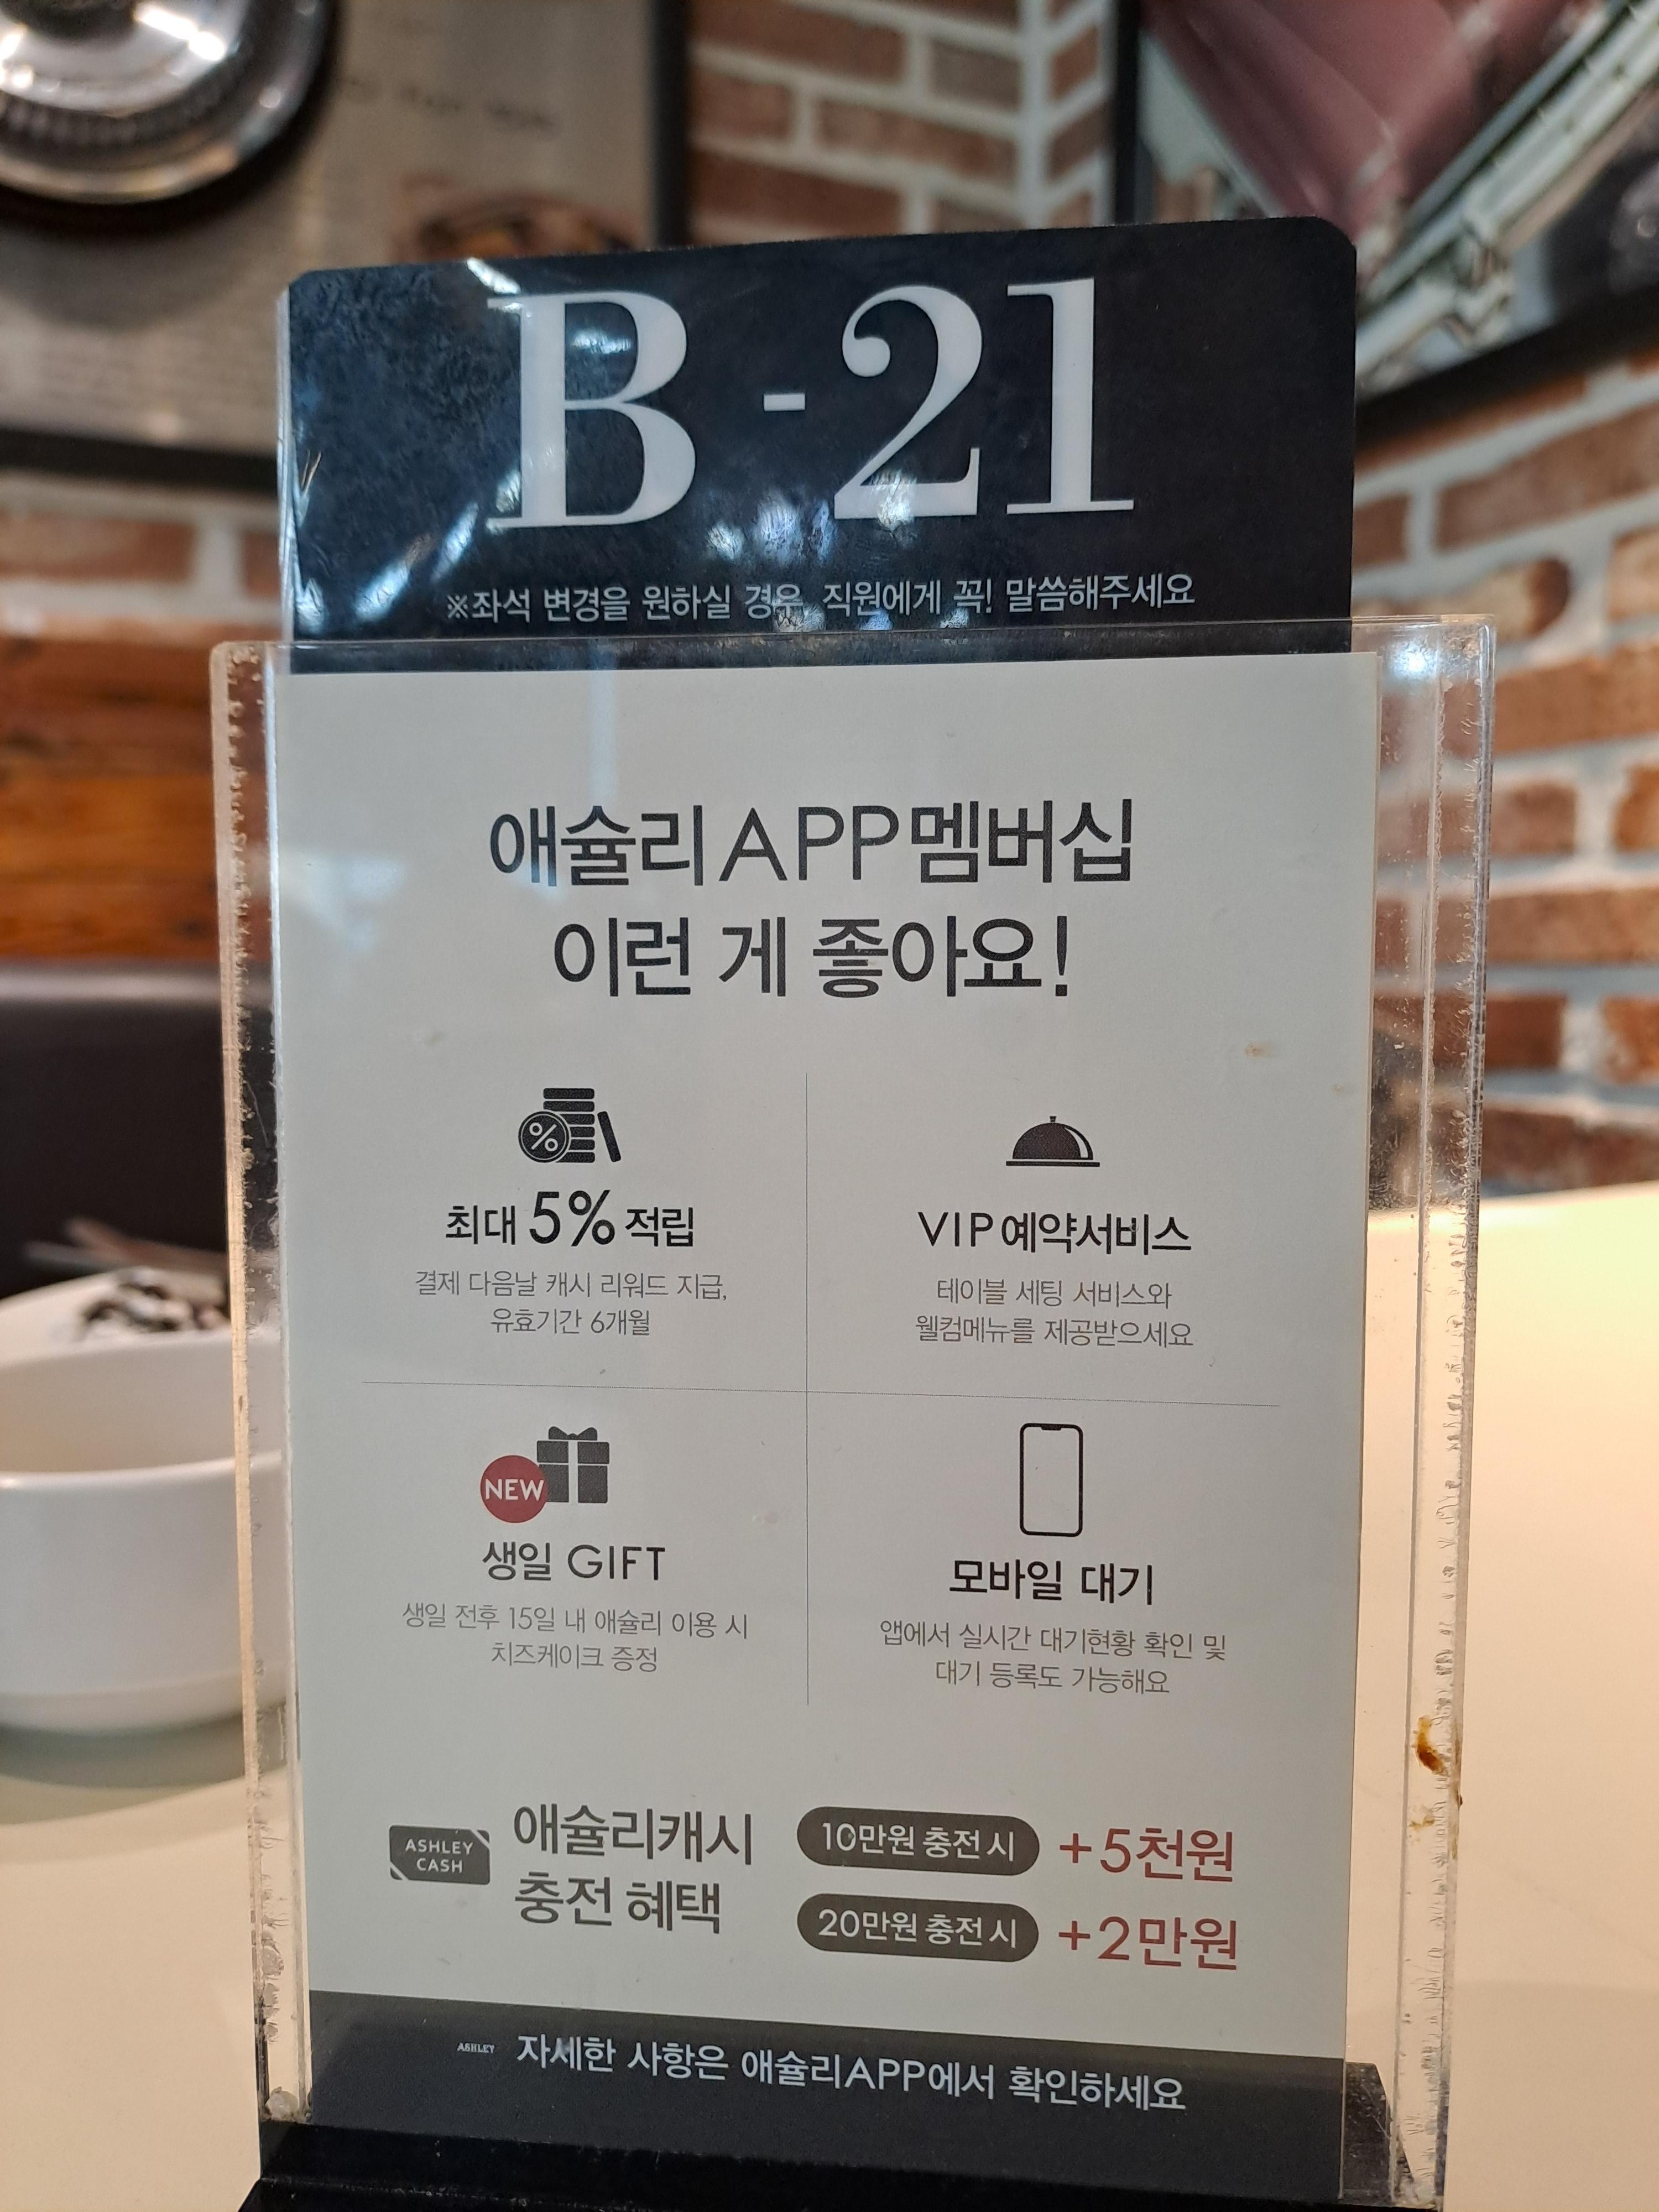 B - 21
※좌석 변경을 원하실 경우, 직원에게 꼭! 말씀해주세요
애슐리 APP 멤버십
이런 게 좋아요!
%
최대 5% 적립
결제 다음날 캐시 리워드 지급,
유효기간 6개월
VIP 예약서비스
테이블 세팅 서비스와
웰컴메뉴를 제공받으세요
NEW
생일 GIFT
생일 전후 15일 내 애슐리 이용 시
치즈케이크 증정
모바일 대기
앱에서 실시간 대기현황 확인 및
대기 등록도 가능해요
ASHLEY
CASH
애슐리캐시
충전 혜택
10만원 충전 시 +5천원
20만원 충전 시 +2만원
ASHLEY 자세한 사항은 애슐리APP에서 확인하세요